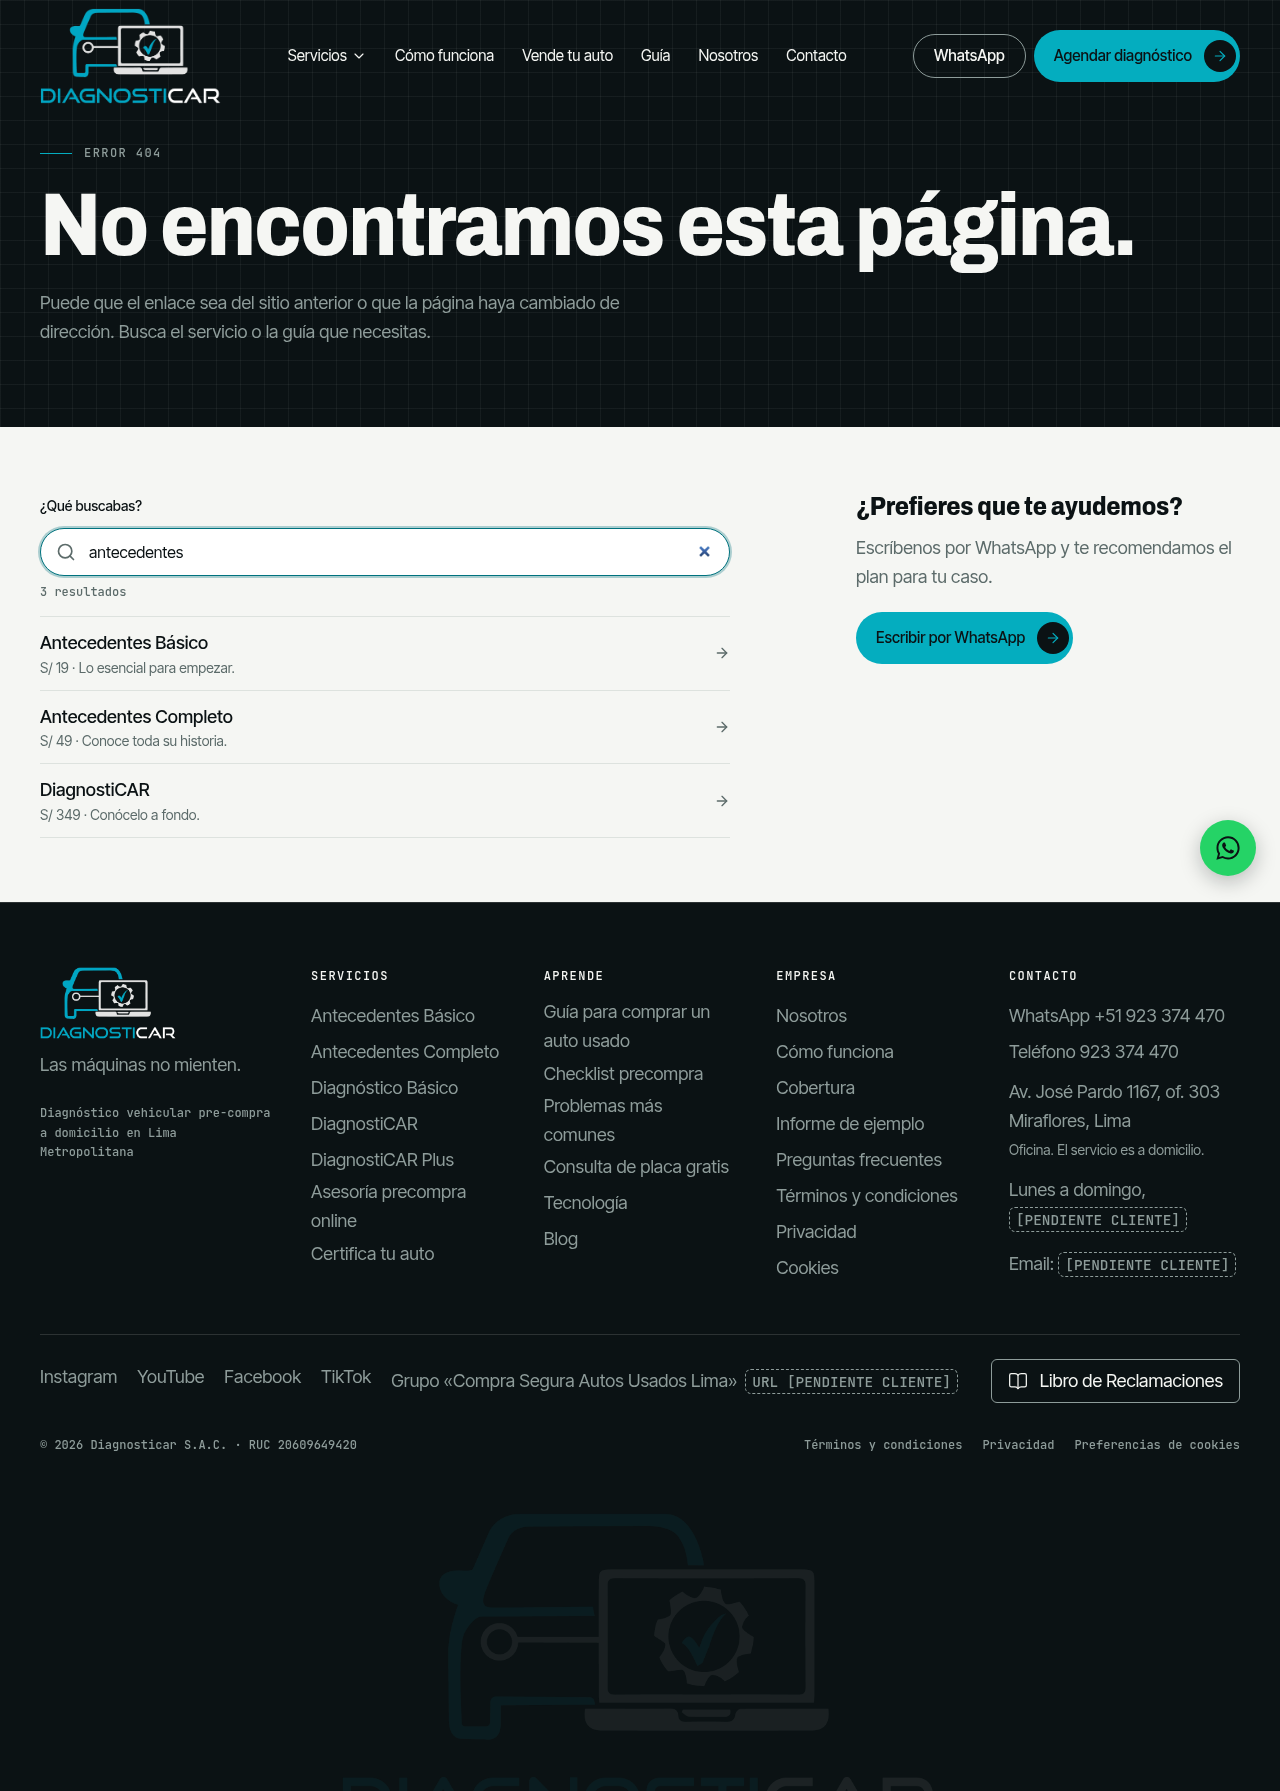 DIAGNOSTICAR
Servicios
Cómo funciona
Vende tu auto
Guía
Nosotros
Contacto
WhatsApp
Agendar diagnóstico
ERROR 404
No encontramos esta página.
Puede que el enlace sea del sitio anterior o que la página haya cambiado de
dirección. Busca el servicio o la guía que necesitas.
¿Qué buscabas?
antecedentes
3 resultados
Antecedentes Básico
S/ 19 · Lo esencial para empezar.
Antecedentes Completo
S/ 49 · Conoce toda su historia.
DiagnostiCAR
S/ 349 · Conócelo a fondo.
¿Prefieres que te ayudemos?
Escríbenos por WhatsApp y te recomendamos el
plan para tu caso.
Escribir por WhatsApp
DIAGNOSTICAR
Las máquinas no mienten.
Diagnóstico vehicular pre-compra
a domicilio en Lima
Metropolitana
SERVICIOS
Antecedentes Básico
Antecedentes Completo
Diagnóstico Básico
DiagnostiCAR
DiagnostiCAR Plus
Asesoría precompra
online
Certifica tu auto
APRENDE
Guía para comprar un
auto usado
Checklist precompra
Problemas más
comunes
Consulta de placa gratis
Tecnología
Blog
EMPRESA
Nosotros
Cómo funciona
Cobertura
Informe de ejemplo
Preguntas frecuentes
Términos y condiciones
Privacidad
Cookies
CONTACTO
WhatsApp +51 923 374 470
Teléfono 923 374 470
Av. José Pardo 1167, of. 303
Miraflores, Lima
Oficina. El servicio es a domicilio.
Lunes a domingo,
[PENDIENTE CLIENTE]
Email: [PENDIENTE CLIENTE]
Instagram
YouTube
Facebook
TikTok
Grupo «Compra Segura Autos Usados Lima» URL [PENDIENTE CLIENTE]
Libro de Reclamaciones
© 2026 Diagnosticar S.A.C. · RUC 20609649420
Términos y condiciones
Privacidad
Preferencias de cookies
DIAGNOSTICAR